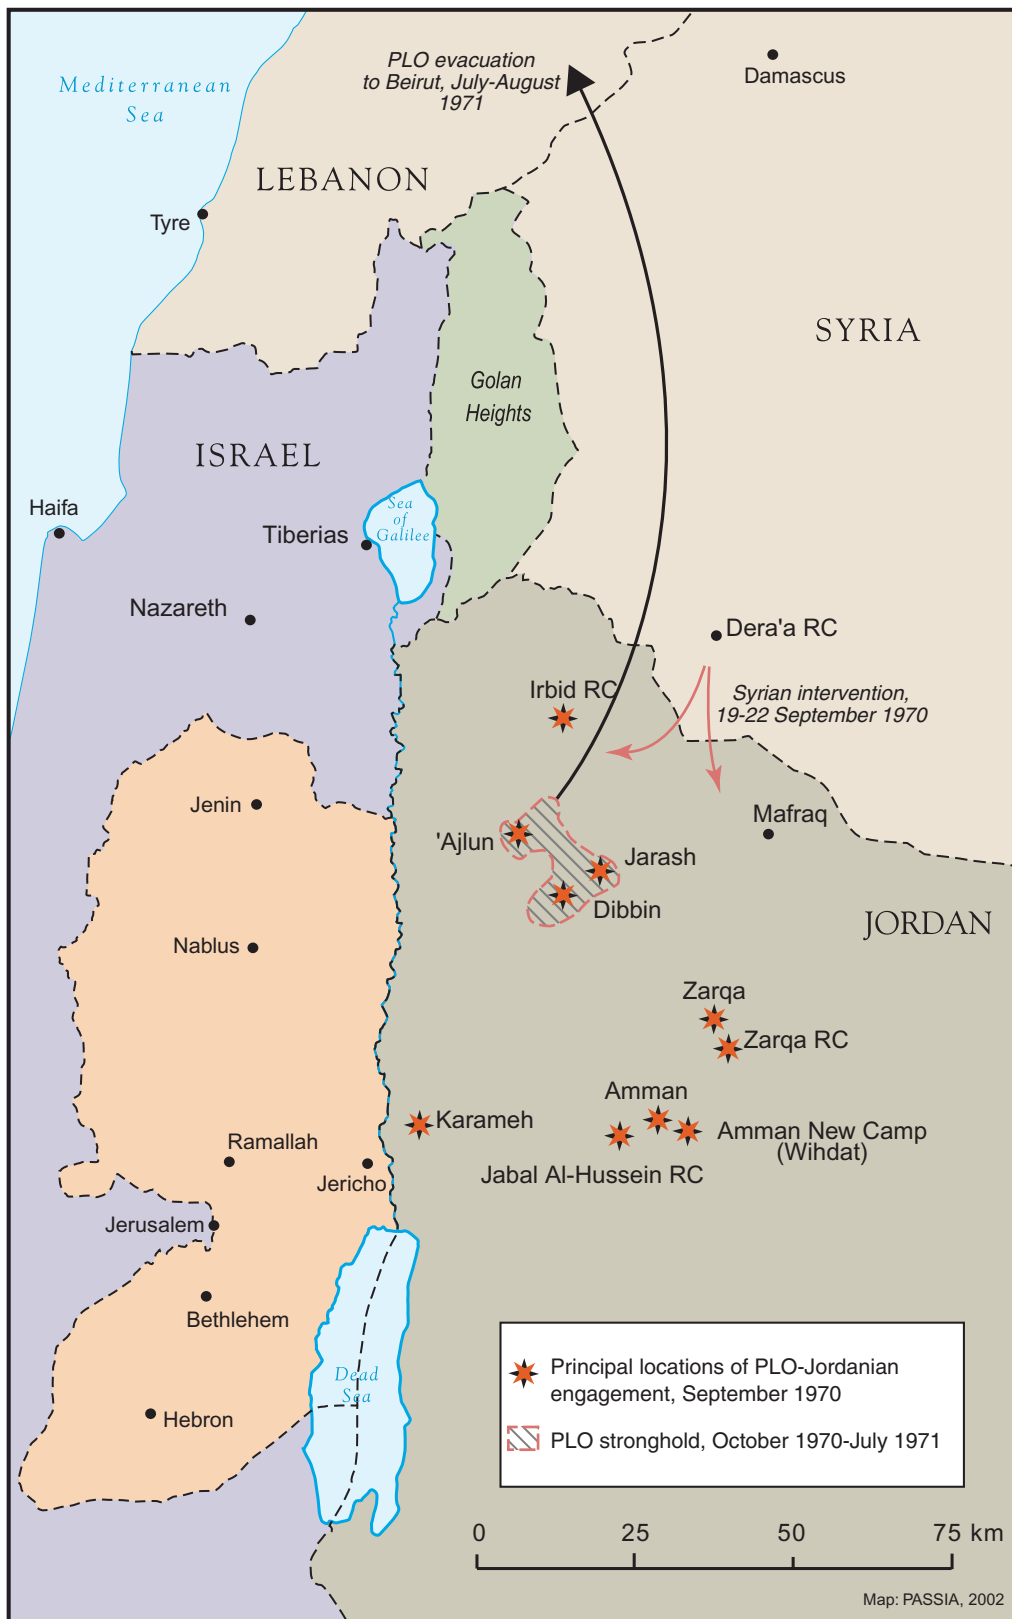 PLO evacuation
to Beirut, July-August
1971
Damascus
Mediterranean
Sea
LEBANON
Tyre
SYRIA
Golan
Heights
ISRAEL
Sea
of
Galilee
Haifa
Tiberias
Nazareth
Dera'a RC
Irbid RC
Syrian intervention,
19-22 September 1970
Jenin
Mafraq
'Ajlun
Jarash
Dibbin
JORDAN
Nablus
Zarqa
Zarqa RC
Amman
Karameh
Amman New Camp
(Wihdat)
Ramallah
Jericho
Jabal Al-Hussein RC
Jerusalem
Bethlehem
Dead
Sea
Hebron
Principal locations of PLO-Jordanian
engagement, September 1970
PLO stronghold, October 1970-July 1971
0 25 50 75 km
Map: PASSIA, 2002